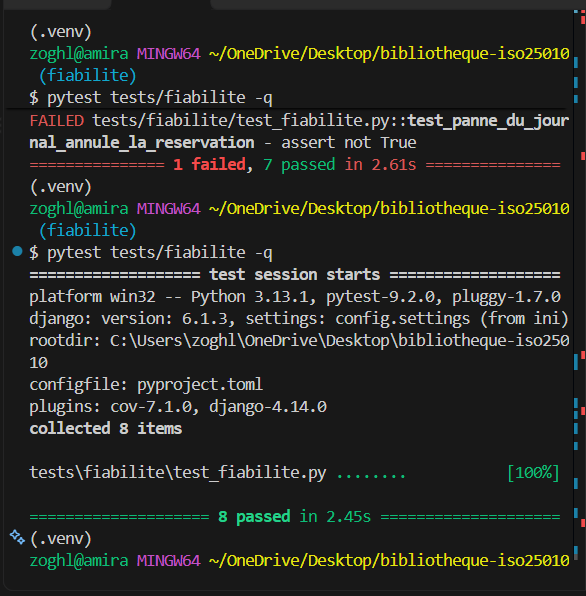 (.venv)
zoghl@amira MINGW64 ~/OneDrive/Desktop/bibliotheque-iso25010
(fiabilite)
$ pytest tests/fiabilite -q
FAILED tests/fiabilite/test_fiabilite.py::test_panne_du_jour
nal_annule_la_reservation - assert not True
=============== 1 failed, 7 passed in 2.61s ===============
(.venv)
zoghl@amira MINGW64 ~/OneDrive/Desktop/bibliotheque-iso25010
(fiabilite)
$ pytest tests/fiabilite -q
=================== test session starts ===================
platform win32 -- Python 3.13.1, pytest-9.2.0, pluggy-1.7.0
django: version: 6.1.3, settings: config.settings (from ini)
rootdir: C:\Users\zoghl\OneDrive\Desktop\bibliotheque-iso250
10
configfile: pyproject.toml
plugins: cov-7.1.0, django-4.14.0
collected 8 items
tests\fiabilite\test_fiabilite.py ........ [100%]
==================== 8 passed in 2.45s ====================
(.venv)
zoghl@amira MINGW64 ~/OneDrive/Desktop/bibliotheque-iso25010